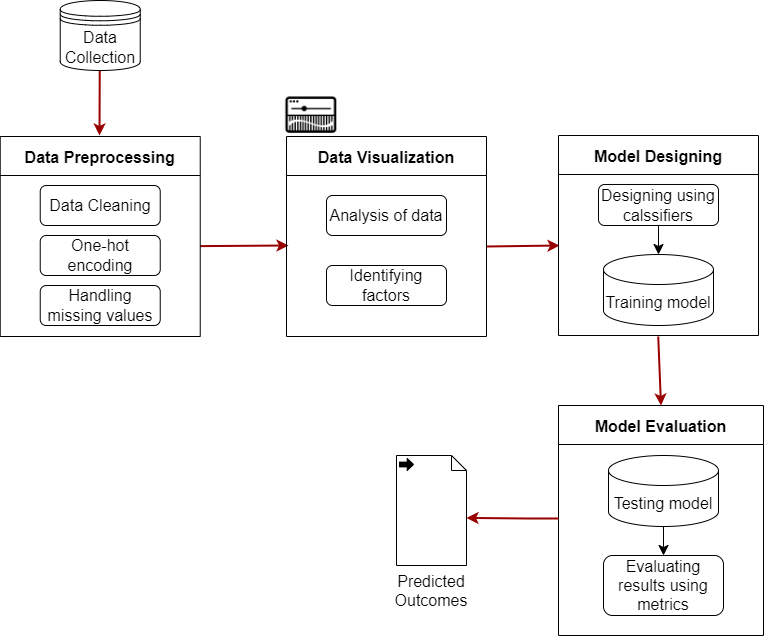 Data
Collection
Data Preprocessing
Data Cleaning
One-hot
encoding
Handling
missing values
Data Visualization
Analysis of data
Identifying
factors
Model Designing
Designing using
calssifiers
Training model
Model Evaluation
Testing model
Evaluating
results using
metrics
Predicted
Outcomes